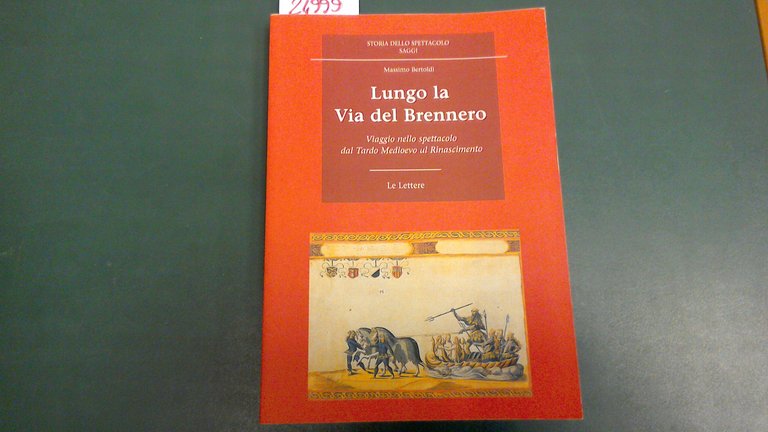 24999
STORIA DELLO SPETTACOLO
SAGGI
Massimo Bertoldi
Lungo la
Via del Brennero
Viaggio nello spettacolo
dal Tardo Medioevo al Rinascimento
Le Lettere